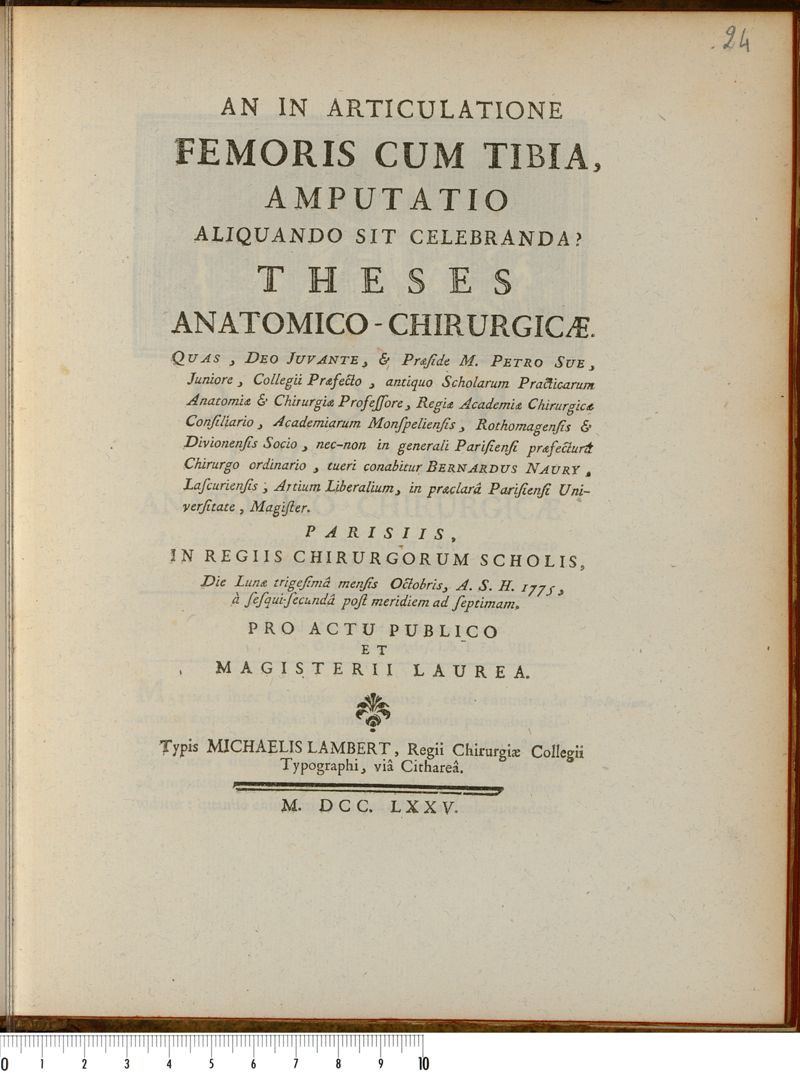 24
AN IN ARTICULATIONE
FEMORIS CUM TIBIA,
AMPUTATIO
ALIQUANDO SIT CELEBRANDA?
THESES
ANATOMICO-CHIRURGICÆ.
QUAS, DEO JUVANTE, & Præſide M. PETRO SUE,
Juniore, Collegii Præfecto, antiquo Scholarum Practicarum
Anatomiæ & Chirurgiæ Profeſſore, Regiæ Academiæ Chirurgicæ
Conſiliario, Academiarum Monſpelienſis, Rothomagenſis &
Divionenſis Socio, nec-non in generali Pariſienſi præfecturâ
Chirurgo ordinario, tueri conabitur BERNARDUS NAURY,
Laſcurienſis, Artium Liberalium, in præclarâ Pariſienſi Uni-
verſitate, Magiſter.
PARISIIS,
IN REGIIS CHIRURGORUM SCHOLIS,
Die Lunæ trigeſimâ menſis Octobris, A. S. H. 1775,
à ſeſqui-ſecundâ poſt meridiem ad ſeptimam.
PRO ACTU PUBLICO
ET
MAGISTERII LAUREA.
Typis MICHAELIS LAMBERT, Regii Chirurgiæ Collegii
Typographi, viâ Cithareâ.
M. DCC. LXXV.
0 1 2 3 4 5 6 7 8 9 10